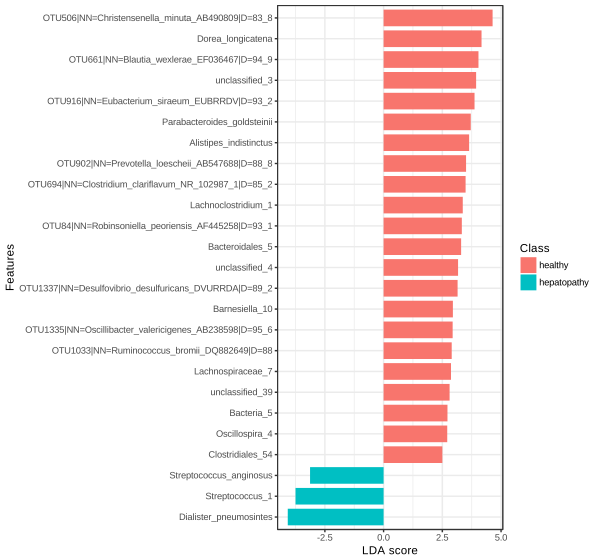 OTU506|NN=Christensenella_minuta_AB490809|D=83_8
Dorea_longicatena
OTU661|NN=Blautia_wexlerae_EF036467|D=94_9
unclassified_3
OTU916|NN=Eubacterium_siraeum_EUBRRDV|D=93_2
Parabacteroides_goldsteinii
Alistipes_indistinctus
OTU902|NN=Prevotella_loescheii_AB547688|D=88_8
OTU694|NN=Clostridium_clariflavum_NR_102987_1|D=85_2
Lachnoclostridium_1
OTU84|NN=Robinsoniella_peoriensis_AF445258|D=93_1
Bacteroidales_5
unclassified_4
OTU1337|NN=Desulfovibrio_desulfuricans_DVURRDA|D=89_2
Barnesiella_10
OTU1335|NN=Oscillibacter_valericigenes_AB238598|D=95_6
OTU1033|NN=Ruminococcus_bromii_DQ882649|D=88
Lachnospiraceae_7
unclassified_39
Bacteria_5
Oscillospira_4
Clostridiales_54
Streptococcus_anginosus
Streptococcus_1
Dialister_pneumosintes
Features
-2.5 0.0 2.5 5.0
LDA score
Class
healthy
hepatopathy